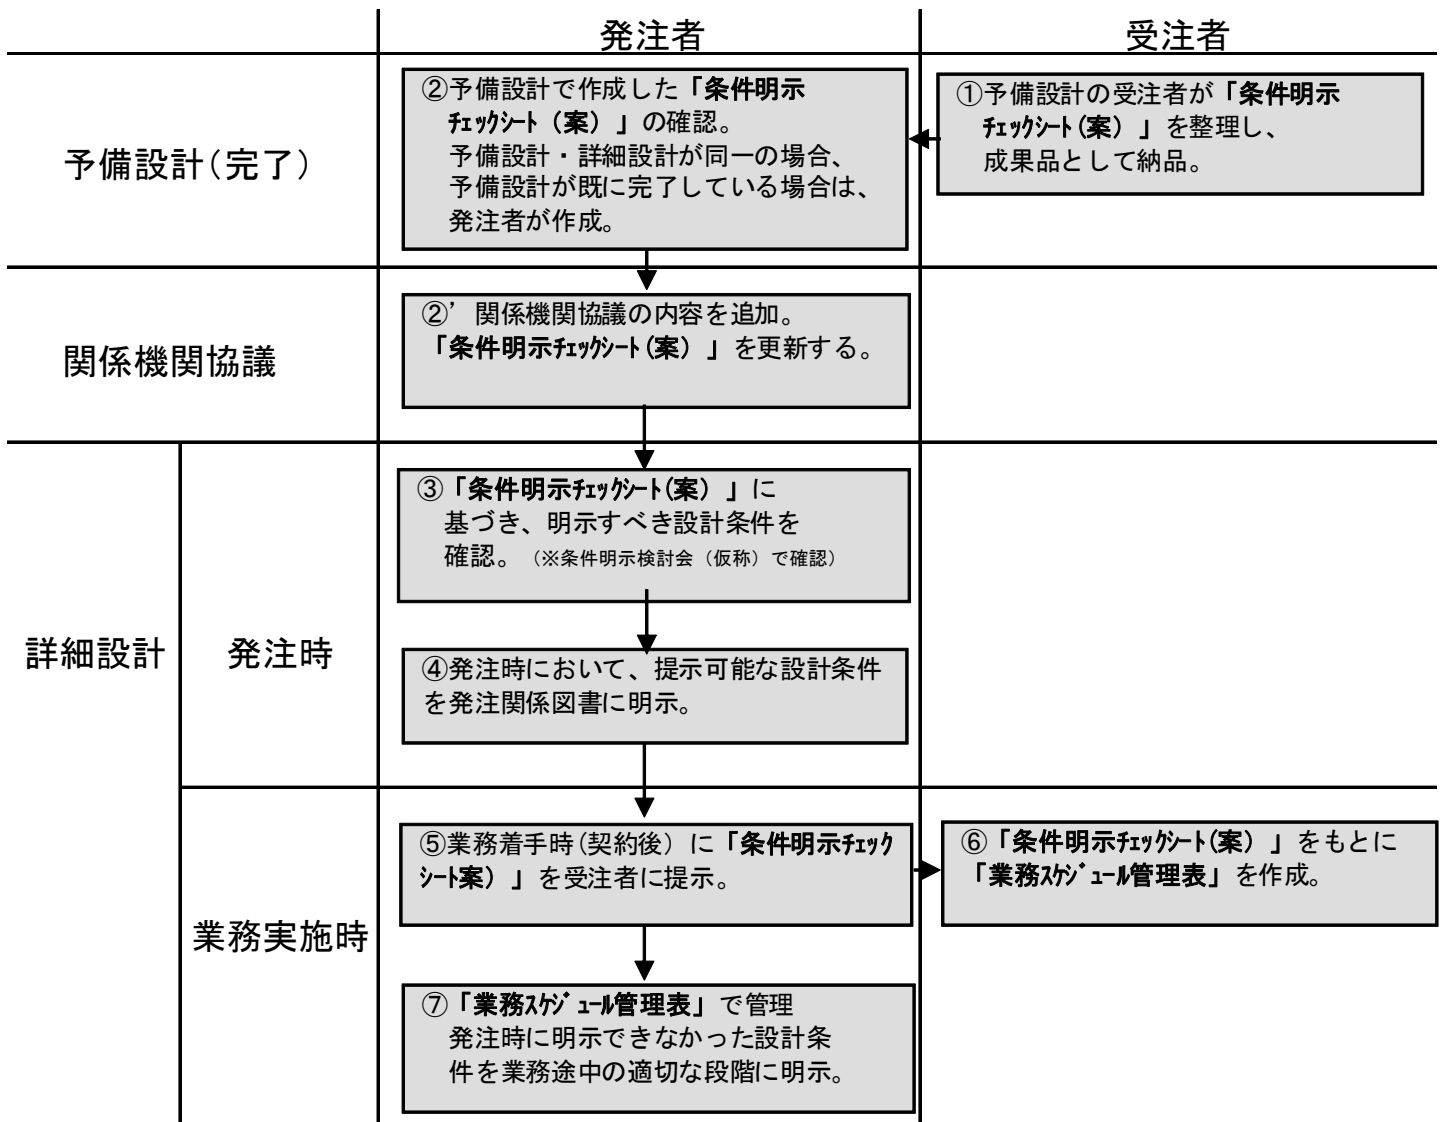 発注者
受注者
予備設計(完了)
②予備設計で作成した「条件明示
ﾁｪｯｸｼｰﾄ（案）」の確認。
予備設計・詳細設計が同一の場合、
予備設計が既に完了している場合は、
発注者が作成。
①予備設計の受注者が「条件明示
ﾁｪｯｸｼｰﾄ(案）」を整理し、
成果品として納品。
関係機関協議
②’関係機関協議の内容を追加。
「条件明示ﾁｪｯｸｼｰﾄ(案）」を更新する。
詳細設計
発注時
③「条件明示ﾁｪｯｸｼｰﾄ(案）」に
基づき、明示すべき設計条件を
確認。（※条件明示検討会（仮称）で確認）
④発注時において、提示可能な設計条件
を発注関係図書に明示。
業務実施時
⑤業務着手時(契約後）に「条件明示ﾁｪｯｸ
ｼｰﾄ案）」を受注者に提示。
⑥「条件明示ﾁｪｯｸｼｰﾄ(案）」をもとに
「業務ｽｹｼﾞｭｰﾙ管理表」を作成。
⑦「業務ｽｹｼﾞｭｰﾙ管理表」で管理
発注時に明示できなかった設計条
件を業務途中の適切な段階に明示。